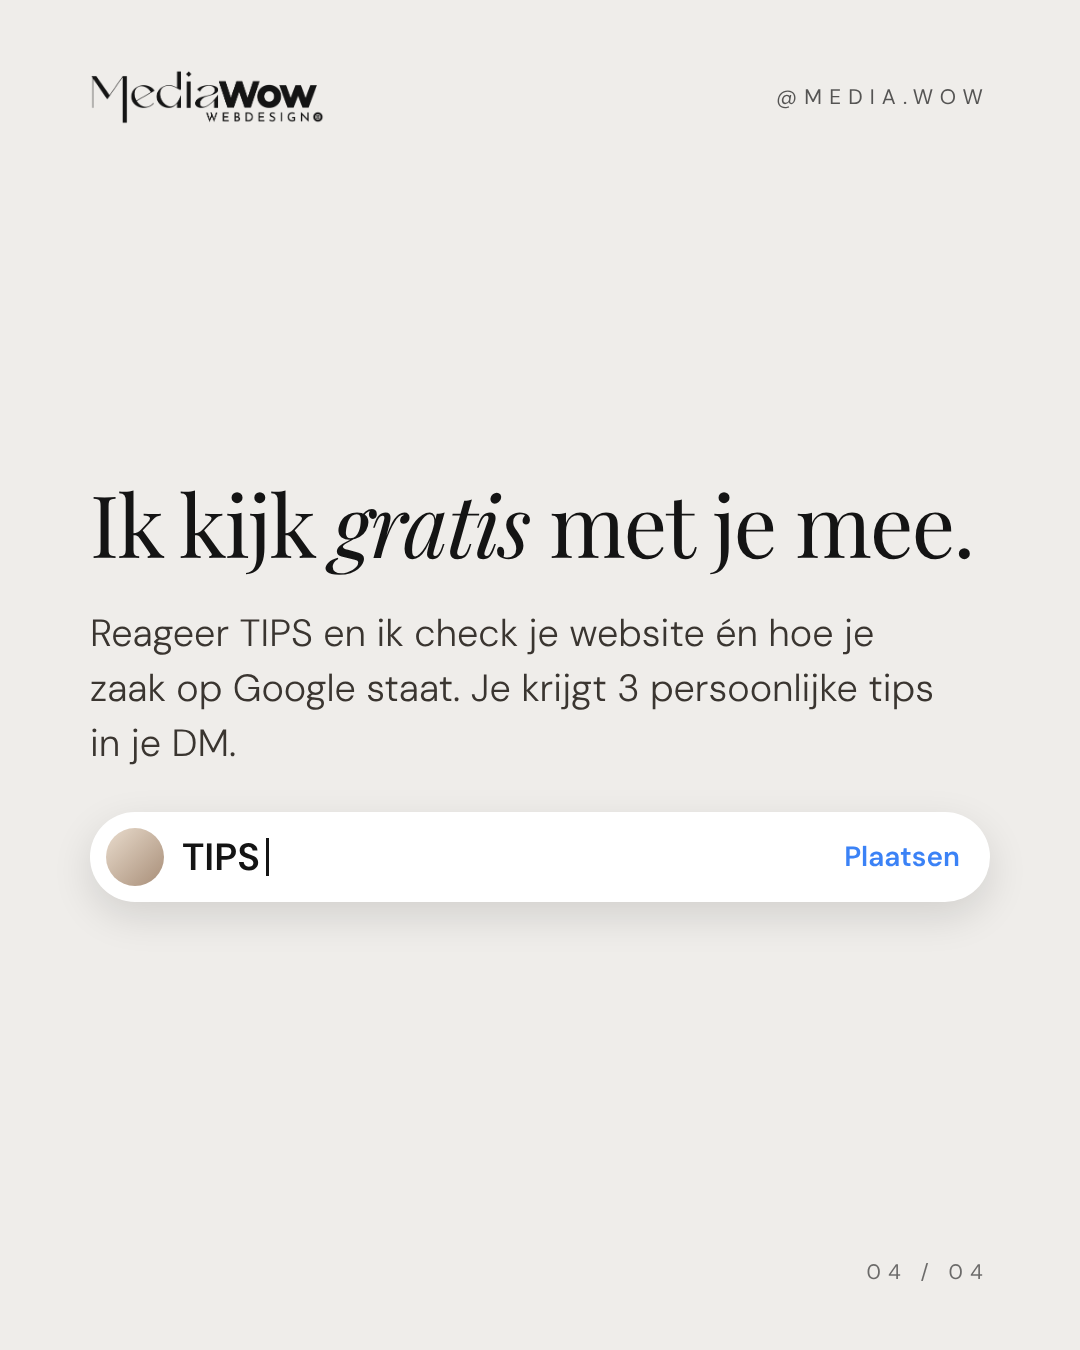 MediaWow
WEBDESIGN
@MEDIA.WOW
Ik kijk gratis met je mee.
Reageer TIPS en ik check je website én hoe je
zaak op Google staat. Je krijgt 3 persoonlijke tips
in je DM.
TIPS
Plaatsen
04 / 04